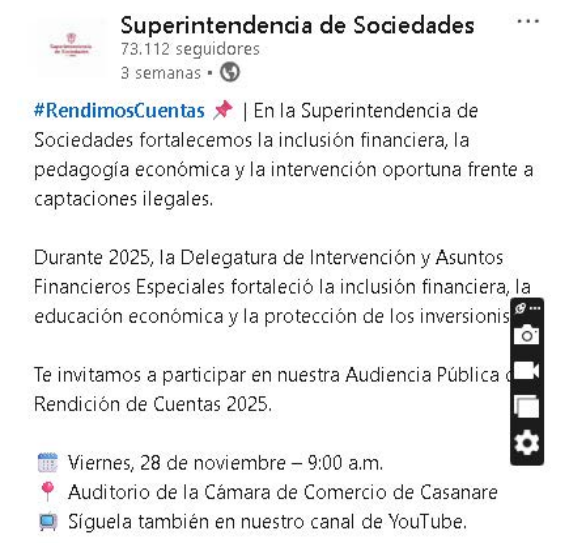 Superintendencia de Sociedades
73.112 seguidores
3 semanas •
#RendimosCuentas 📌 | En la Superintendencia de
Sociedades fortalecemos la inclusión financiera, la
pedagogía económica y la intervención oportuna frente a
captaciones ilegales.
Durante 2025, la Delegatura de Intervención y Asuntos
Financieros Especiales fortaleció la inclusión financiera, la
educación económica y la protección de los inversionis
Te invitamos a participar en nuestra Audiencia Pública
Rendición de Cuentas 2025.
🗓️ Viernes, 28 de noviembre – 9:00 a.m.
📍 Auditorio de la Cámara de Comercio de Casanare
📺 Síguela también en nuestro canal de YouTube.